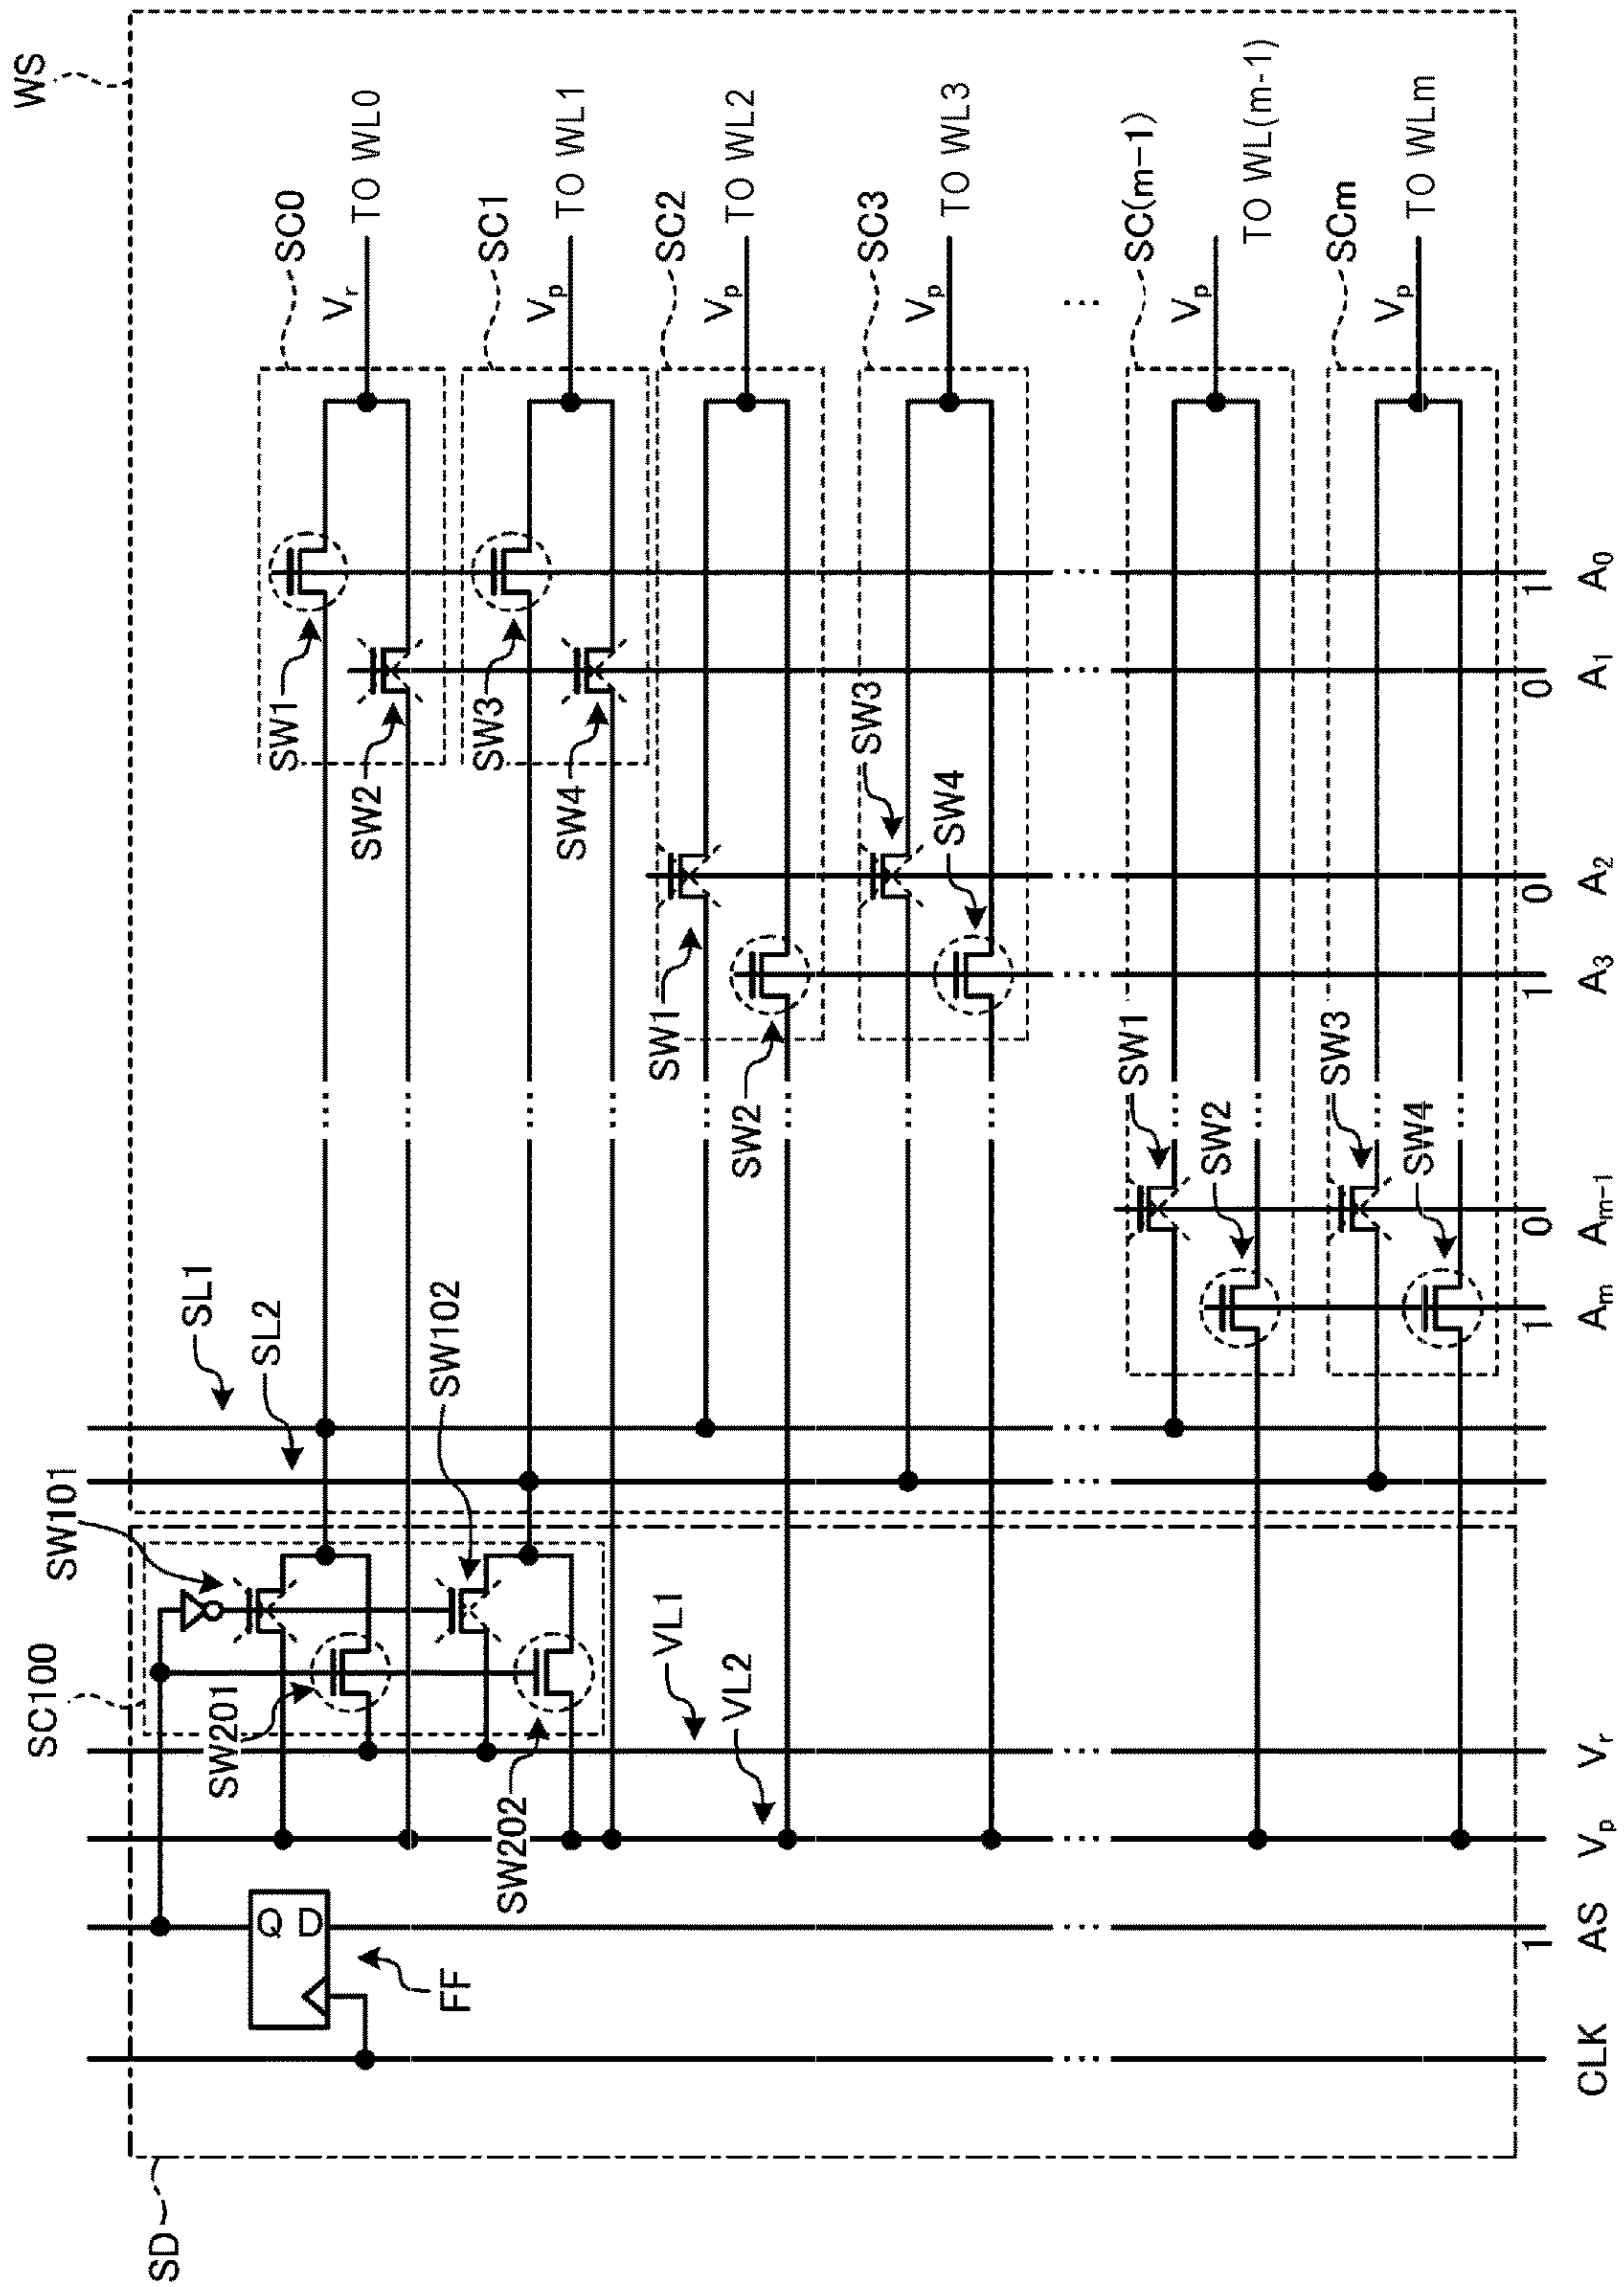 WS
SC0
TO WL0
Vr
SC1
TO WL1
Vp
SC2
TO WL2
Vp
SC3
TO WL3
Vp
SC(m-1)
TO WL(m-1)
Vp
SCm
TO WLm
Vp
...
SW1
SW2
SW3
SW4
SW1
SW2
SW3
SW4
SW1
SW2
SW3
SW4
1 A0
0 A1
0 A2
1 A3
0 Am-1
1 Am
SL1
SL2
SW101
SW102
SC100
SW201
SW202
VL1
VL2
Vr
Vp
Q D
FF
1 AS
CLK
SD